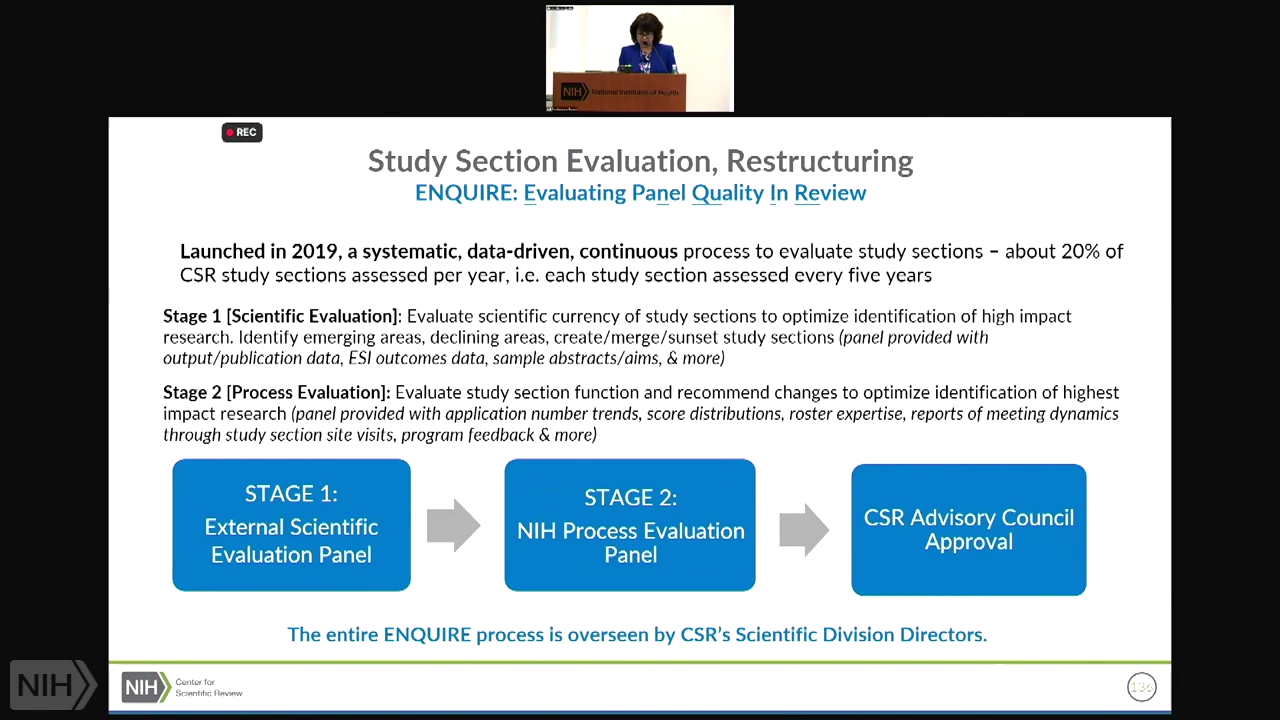 NIH National Institutes of Health
REC
Study Section Evaluation, Restructuring
ENQUIRE: Evaluating Panel Quality In Review
Launched in 2019, a systematic, data-driven, continuous process to evaluate study sections – about 20% of
CSR study sections assessed per year, i.e. each study section assessed every five years
Stage 1 [Scientific Evaluation]: Evaluate scientific currency of study sections to optimize identification of high impact
research. Identify emerging areas, declining areas, create/merge/sunset study sections (panel provided with
output/publication data, ESI outcomes data, sample abstracts/aims, & more)
Stage 2 [Process Evaluation]: Evaluate study section function and recommend changes to optimize identification of highest
impact research (panel provided with application number trends, score distributions, roster expertise, reports of meeting dynamics
through study section site visits, program feedback & more)
STAGE 1:
External Scientific
Evaluation Panel
STAGE 2:
NIH Process Evaluation
Panel
CSR Advisory Council
Approval
The entire ENQUIRE process is overseen by CSR's Scientific Division Directors.
NIH
NIH
Center for
Scientific Review
136